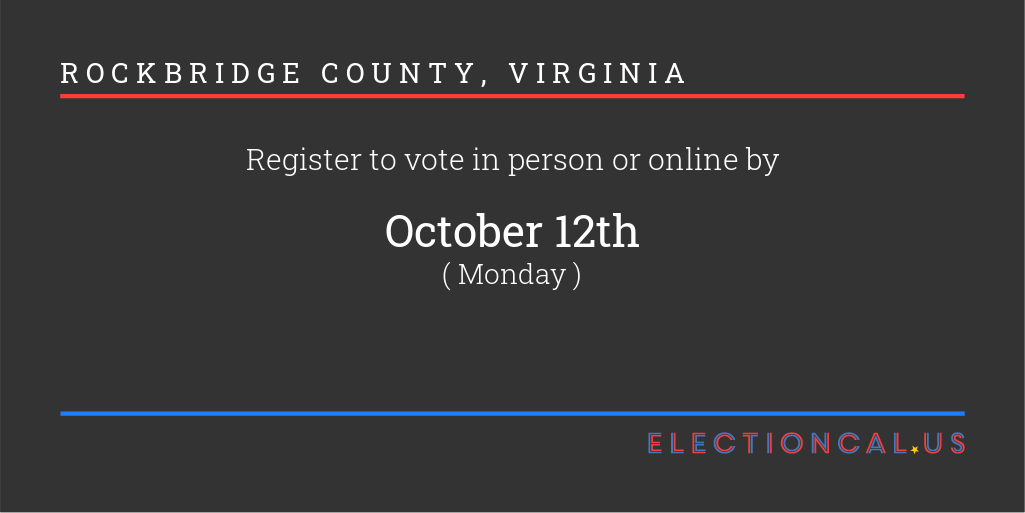 ROCKBRIDGE COUNTY, VIRGINIA
Register to vote in person or online by
October 12th
( Monday )
ELECTIONCAL.US